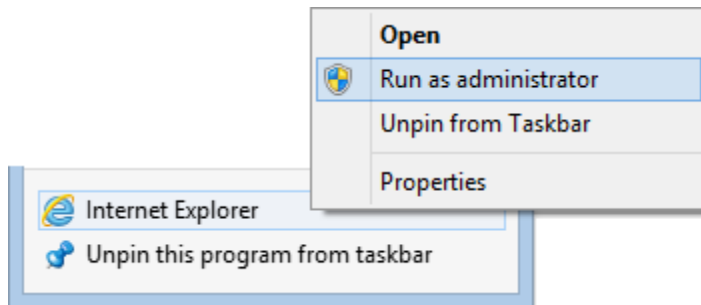 Open
Run as administrator
Unpin from Taskbar
Properties
Internet Explorer
Unpin this program from taskbar